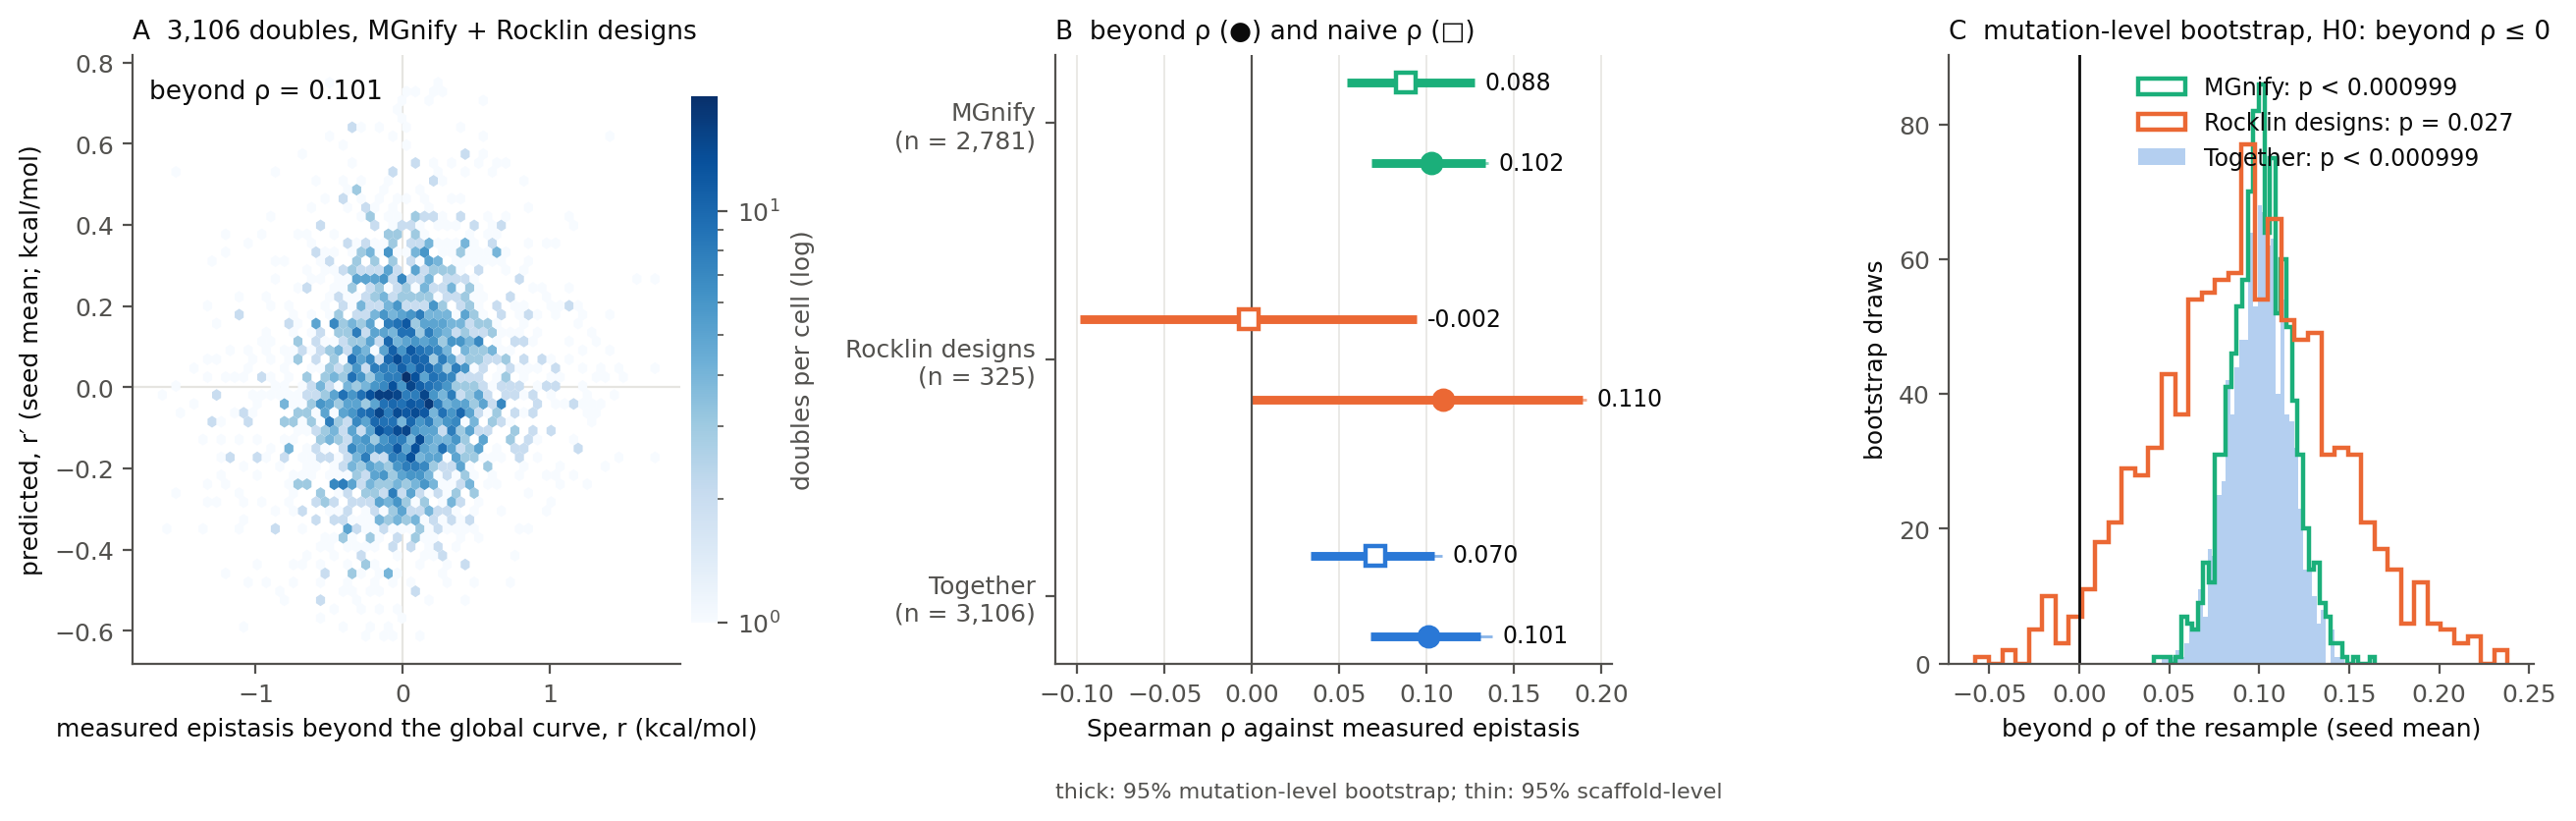 A  3,106 doubles, MGnify + Rocklin designs
beyond ρ = 0.101
0.8
0.6
0.4
0.2
0.0
−0.2
−0.4
−0.6
predicted, r′ (seed mean; kcal/mol)
−1
0
1
measured epistasis beyond the global curve, r (kcal/mol)
10¹
10⁰
doubles per cell (log)
B  beyond ρ (●) and naive ρ (□)
MGnify
(n = 2,781)
Rocklin designs
(n = 325)
Together
(n = 3,106)
0.088
0.102
-0.002
0.110
0.070
0.101
−0.10
−0.05
0.00
0.05
0.10
0.15
0.20
Spearman ρ against measured epistasis
thick: 95% mutation-level bootstrap; thin: 95% scaffold-level
C  mutation-level bootstrap, H0: beyond ρ ≤ 0
MGnify: p < 0.000999
Rocklin designs: p = 0.027
Together: p < 0.000999
80
60
40
20
0
bootstrap draws
−0.05
0.00
0.05
0.10
0.15
0.20
0.25
beyond ρ of the resample (seed mean)